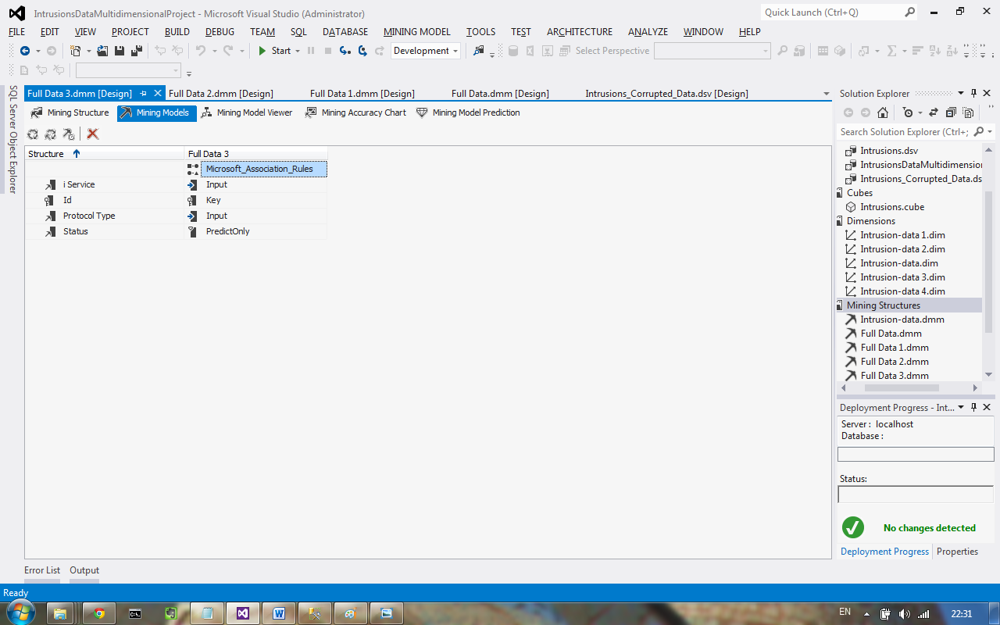 IntrusionsDataMultidimensionalProject - Microsoft Visual Studio (Administrator)
Quick Launch (Ctrl+Q)
FILE EDIT VIEW PROJECT BUILD DEBUG TEAM SQL DATABASE MINING MODEL TOOLS TEST ARCHITECTURE ANALYZE WINDOW HELP
Start Development Select Perspective
SQL Server Object Explorer
Full Data 3.dmm [Design] Full Data 2.dmm [Design] Full Data 1.dmm [Design] Full Data.dmm [Design] Intrusions_Corrupted_Data.dsv [Design]
Mining Structure Mining Models Mining Model Viewer Mining Accuracy Chart Mining Model Prediction
Structure Full Data 3
Microsoft_Association_Rules
i Service Input
Id Key
Protocol Type Input
Status PredictOnly
Solution Explorer
Search Solution Explorer (Ctrl+;
Intrusions.dsv
IntrusionsDataMultidimension
Intrusions_Corrupted_Data.ds
Cubes
Intrusions.cube
Dimensions
Intrusion-data 1.dim
Intrusion-data 2.dim
Intrusion-data.dim
Intrusion-data 3.dim
Intrusion-data 4.dim
Mining Structures
Intrusion-data.dmm
Full Data.dmm
Full Data 1.dmm
Full Data 2.dmm
Full Data 3.dmm
Deployment Progress - Int...
Server : localhost
Database :
Status:
No changes detected
Deployment Progress Properties
Error List Output
Ready
EN 22:31